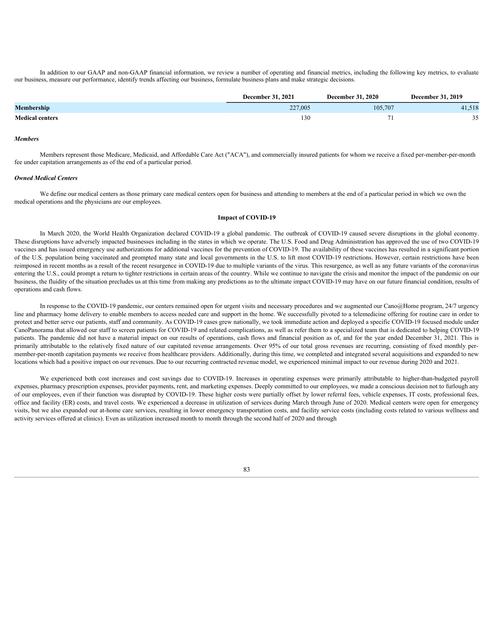 In addition to our GAAP and non-GAAP financial information, we review a number of operating and financial metrics, including the following key metrics, to evaluate
our business, measure our performance, identify trends affecting our business, formulate business plans and make strategic decisions.
December 31, 2021 December 31, 2020 December 31, 2019
Membership 227,005 105,707 41,518
Medical centers 130 71 35
Members
Members represent those Medicare, Medicaid, and Affordable Care Act ("ACA"), and commercially insured patients for whom we receive a fixed per-member-per-month
fee under capitation arrangements as of the end of a particular period.
Owned Medical Centers
We define our medical centers as those primary care medical centers open for business and attending to members at the end of a particular period in which we own the
medical operations and the physicians are our employees.
Impact of COVID-19
In March 2020, the World Health Organization declared COVID-19 a global pandemic. The outbreak of COVID-19 caused severe disruptions in the global economy.
These disruptions have adversely impacted businesses including in the states in which we operate. The U.S. Food and Drug Administration has approved the use of two COVID-19
vaccines and has issued emergency use authorizations for additional vaccines for the prevention of COVID-19. The availability of these vaccines has resulted in a significant portion
of the U.S. population being vaccinated and prompted many state and local governments in the U.S. to lift most COVID-19 restrictions. However, certain restrictions have been
reimposed in recent months as a result of the recent resurgence in COVID-19 due to multiple variants of the virus. This resurgence, as well as any future variants of the coronavirus
entering the U.S., could prompt a return to tighter restrictions in certain areas of the country. While we continue to navigate the crisis and monitor the impact of the pandemic on our
business, the fluidity of the situation precludes us at this time from making any predictions as to the ultimate impact COVID-19 may have on our future financial condition, results of
operations and cash flows.
In response to the COVID-19 pandemic, our centers remained open for urgent visits and necessary procedures and we augmented our Cano@Home program, 24/7 urgency
line and pharmacy home delivery to enable members to access needed care and support in the home. We successfully pivoted to a telemedicine offering for routine care in order to
protect and better serve our patients, staff and community. As COVID-19 cases grew nationally, we took immediate action and deployed a specific COVID-19 focused module under
CanoPanorama that allowed our staff to screen patients for COVID-19 and related complications, as well as refer them to a specialized team that is dedicated to helping COVID-19
patients. The pandemic did not have a material impact on our results of operations, cash flows and financial position as of, and for the year ended December 31, 2021. This is
primarily attributable to the relatively fixed nature of our capitated revenue arrangements. Over 95% of our total gross revenues are recurring, consisting of fixed monthly per-
member-per-month capitation payments we receive from healthcare providers. Additionally, during this time, we completed and integrated several acquisitions and expanded to new
locations which had a positive impact on our revenues. Due to our recurring contracted revenue model, we experienced minimal impact to our revenue during 2020 and 2021.
We experienced both cost increases and cost savings due to COVID-19. Increases in operating expenses were primarily attributable to higher-than-budgeted payroll
expenses, pharmacy prescription expenses, provider payments, rent, and marketing expenses. Deeply committed to our employees, we made a conscious decision not to furlough any
of our employees, even if their function was disrupted by COVID-19. These higher costs were partially offset by lower referral fees, vehicle expenses, IT costs, professional fees,
office and facility (ER) costs, and travel costs. We experienced a decrease in utilization of services during March through June of 2020. Medical centers were open for emergency
visits, but we also expanded our at-home care services, resulting in lower emergency transportation costs, and facility service costs (including costs related to various wellness and
activity services offered at clinics). Even as utilization increased month to month through the second half of 2020 and through
83